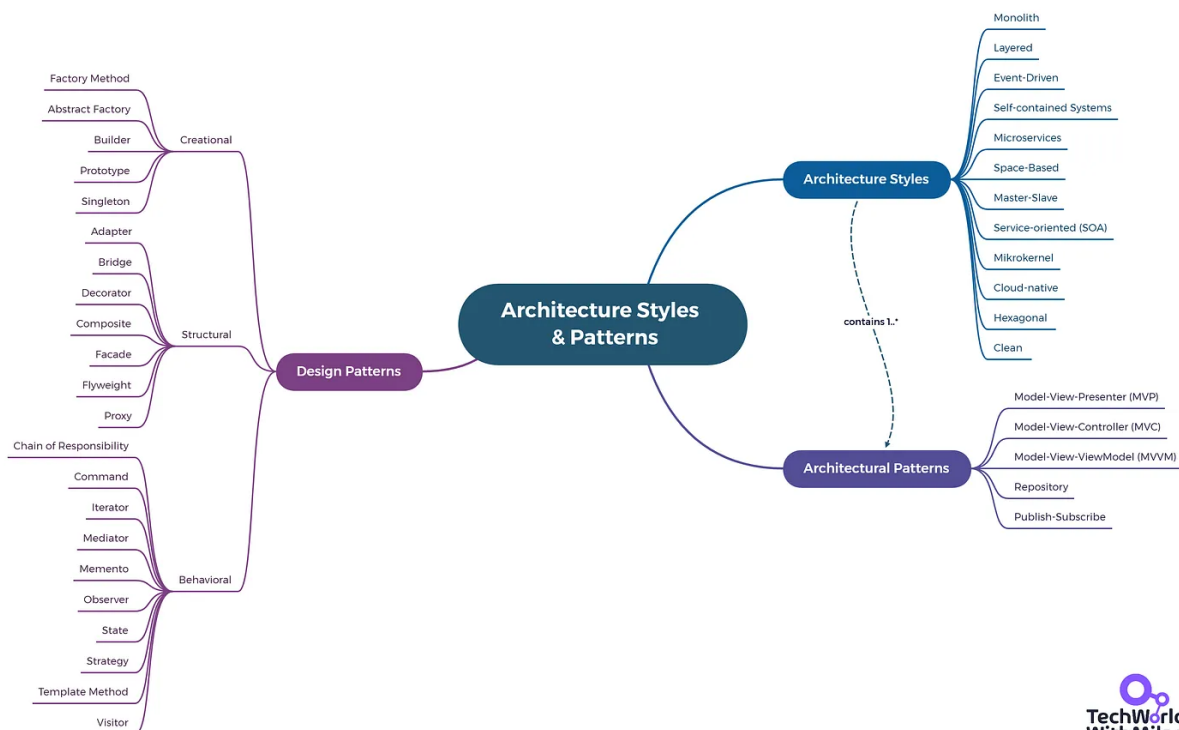 Architecture Styles
& Patterns
Design Patterns
Creational
Factory Method
Abstract Factory
Builder
Prototype
Singleton
Structural
Adapter
Bridge
Decorator
Composite
Facade
Flyweight
Proxy
Behavioral
Chain of Responsibility
Command
Iterator
Mediator
Memento
Observer
State
Strategy
Template Method
Visitor
Architecture Styles
Monolith
Layered
Event-Driven
Self-contained Systems
Microservices
Space-Based
Master-Slave
Service-oriented (SOA)
Mikrokernel
Cloud-native
Hexagonal
Clean
contains 1..*
Architectural Patterns
Model-View-Presenter (MVP)
Model-View-Controller (MVC)
Model-View-ViewModel (MVVM)
Repository
Publish-Subscribe
TechWorl
With